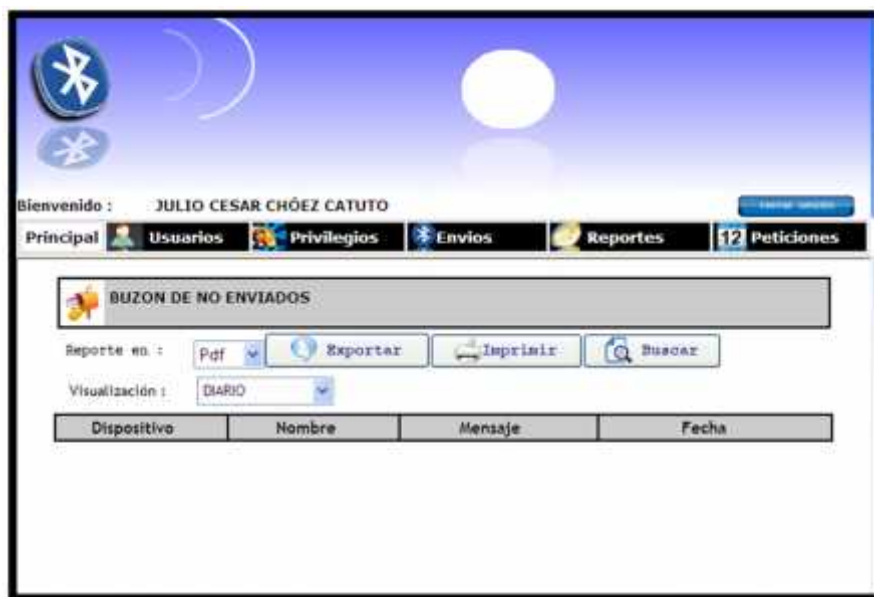 Bienvenido : JULIO CESAR CHÓEZ CATUTO
Principal Usuarios Privilegios Envios Reportes 12 Peticiones
BUZON DE NO ENVIADOS
Reporte en : Pdf Exportar Imprimir Buscar
Visualización : DIARIO
Dispositivo Nombre Mensaje Fecha